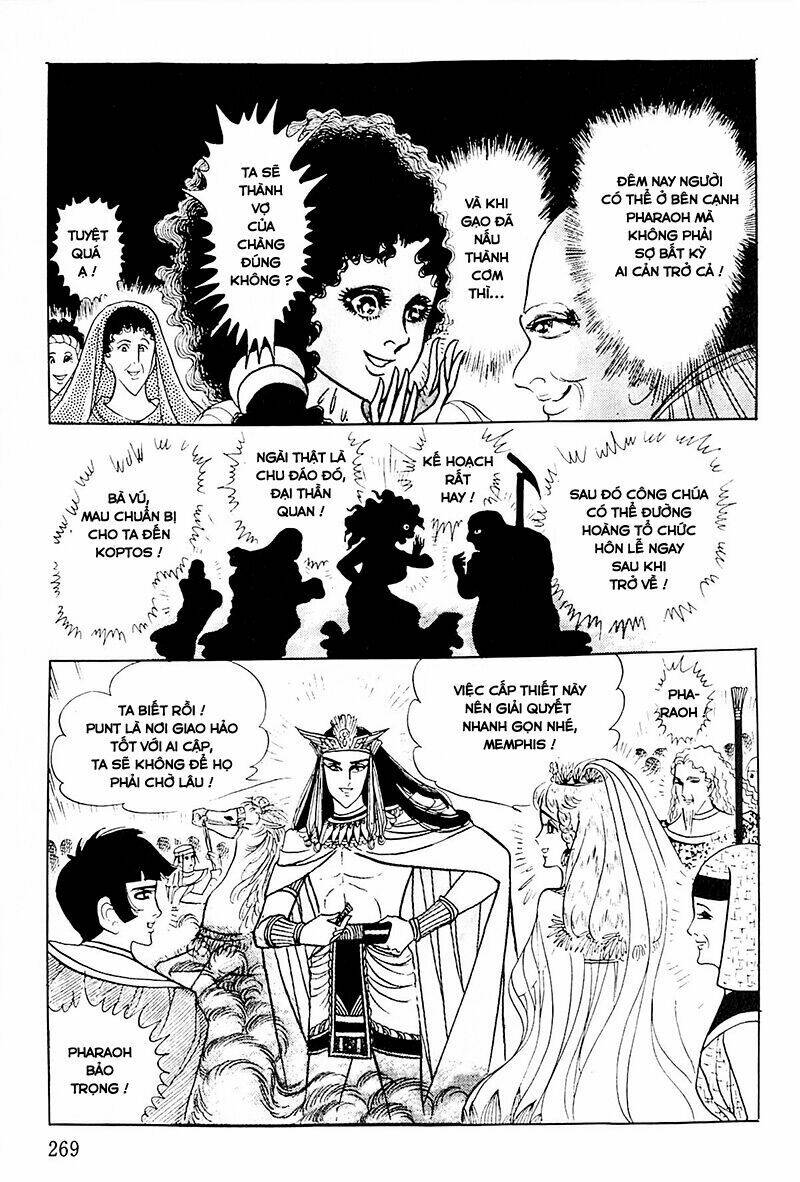 ĐÊM NAY NGƯỜI
CÓ THỂ Ở BÊN CẠNH
PHARAOH MÀ
KHÔNG PHẢI
SỢ BẤT KỲ
AI CẢN TRỞ CẢ !
VÀ KHI
GẠO ĐÃ
NẤU
THÀNH
CƠM
THÌ...
TA SẼ
THÀNH
VỢ
CỦA
CHÀNG
ĐÚNG
KHÔNG ?
TUYỆT
QUÁ
Ạ !
SAU ĐÓ CÔNG CHÚA
CÓ THỂ ĐƯỜNG
HOÀNG TỔ CHỨC
HÔN LỄ NGAY
SAU KHI
TRỞ VỀ !
KẾ HOẠCH
RẤT
HAY !
NGÀI THẬT LÀ
CHU ĐÁO ĐÓ,
ĐẠI THẦN
QUAN !
BÀ VÚ,
MAU CHUẨN BỊ
CHO TA ĐẾN
KOPTOS !
PHA-
RAOH !
VIỆC CẤP THIẾT NÀY
NÊN GIẢI QUYẾT
NHANH GỌN NHÉ,
MEMPHIS !
TA BIẾT RỒI !
PUNT LÀ NƠI GIAO HẢO
TỐT VỚI AI CẬP,
TA SẼ KHÔNG ĐỂ HỌ
PHẢI CHỜ LÂU !
PHARAOH
BẢO
TRỌNG !
269